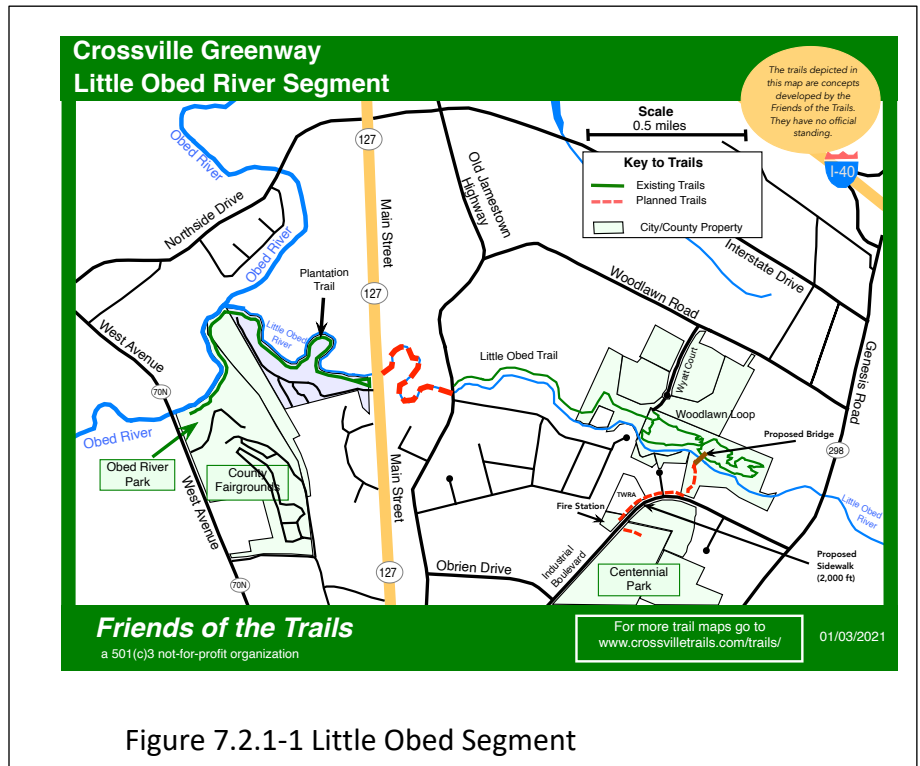 Crossville Greenway
Little Obed River Segment
The trails depicted in
this map are concepts
developed by the
Friends of the Trails.
They have no official
standing.
Scale
0.5 miles
I-40
Key to Trails
Existing Trails
Planned Trails
City/County Property
Obed River
127
Old Jamestown
Highway
Northside Drive
Main Street
Obed River
Interstate Drive
Plantation
Trail
127
Woodlawn Road
Genesis Road
West Avenue
Little Obed
River
Little Obed Trail
Wyatt Court
70N
Woodlawn Loop
Obed River
Proposed Bridge
298
Obed River
Park
County
Fairgrounds
Main Street
TWRA
Little Obed
River
Fire Station
West Avenue
Industrial
Boulevard
Proposed
Sidewalk
(2,000 ft)
127
Obrien Drive
Centennial
Park
70N
Friends of the Trails
a 501(c)3 not-for-profit organization
For more trail maps go to
www.crossvilletrails.com/trails/
01/03/2021
Figure 7.2.1-1 Little Obed Segment